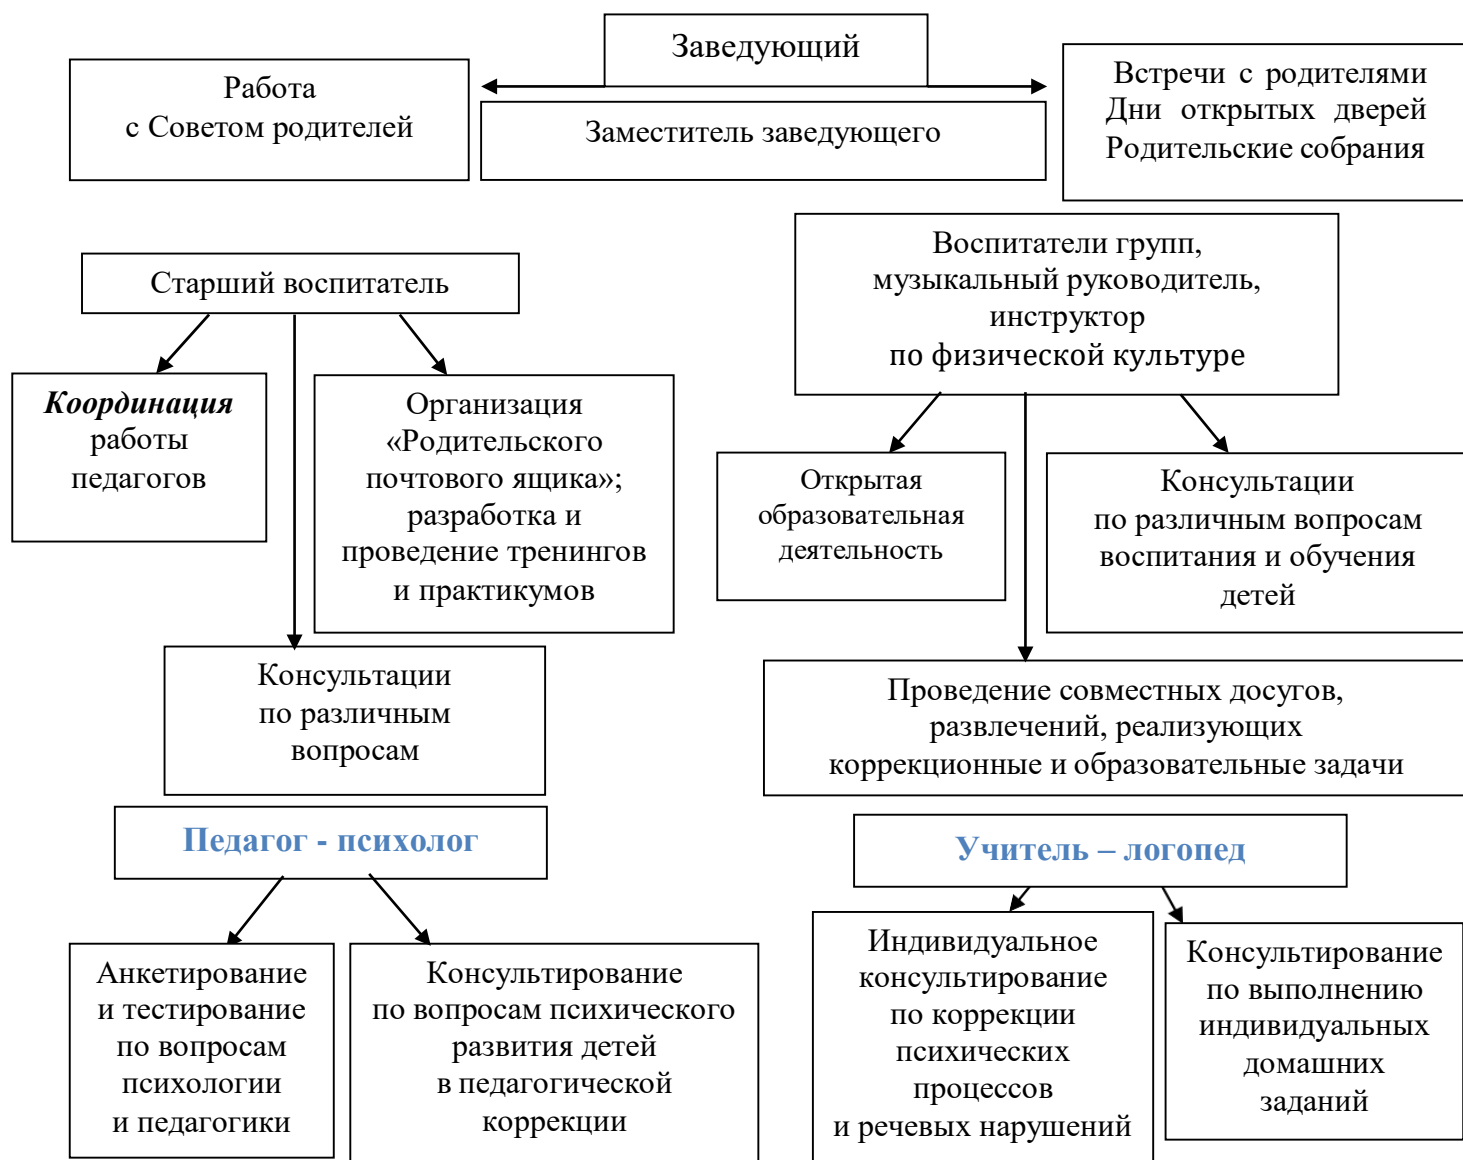 Заведующий
Работа
с Советом родителей
Заместитель заведующего
Встречи с родителями
Дни открытых дверей
Родительские собрания
Старший воспитатель
Воспитатели групп,
музыкальный руководитель,
инструктор
по физической культуре
Координация
работы
педагогов
Организация
«Родительского
почтового ящика»;
разработка и
проведение тренингов
и практикумов
Открытая
образовательная
деятельность
Консультации
по различным вопросам
воспитания и обучения
детей
Консультации
по различным
вопросам
Проведение совместных досугов,
развлечений, реализующих
коррекционные и образовательные задачи
Педагог - психолог
Учитель – логопед
Анкетирование
и тестирование
по вопросам
психологии
и педагогики
Консультирование
по вопросам психического
развития детей
в педагогической
коррекции
Индивидуальное
консультирование
по коррекции
психических
процессов
и речевых нарушений
Консультирование
по выполнению
индивидуальных
домашних
заданий